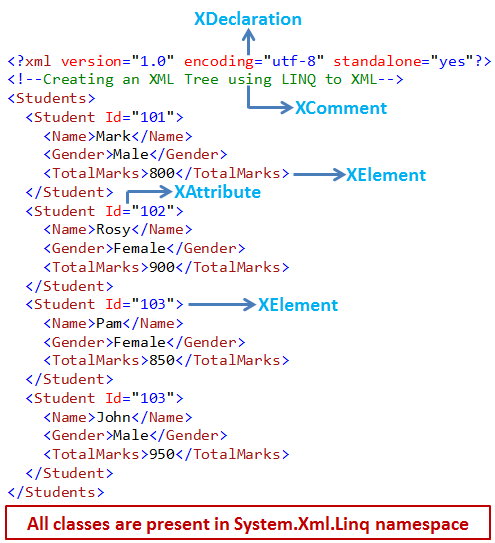 XDeclaration
<?xml version="1.0" encoding="utf-8" standalone="yes"?>
<!--Creating an XML Tree using LINQ to XML-->
<Students>
XComment
<Student Id="101">
<Name>Mark</Name>
<Gender>Male</Gender>
<TotalMarks>800</TotalMarks>
XElement
</Student>
XAttribute
<Student Id="102">
<Name>Rosy</Name>
<Gender>Female</Gender>
<TotalMarks>900</TotalMarks>
</Student>
<Student Id="103">
XElement
<Name>Pam</Name>
<Gender>Female</Gender>
<TotalMarks>850</TotalMarks>
</Student>
<Student Id="103">
<Name>John</Name>
<Gender>Male</Gender>
<TotalMarks>950</TotalMarks>
</Student>
</Students>
All classes are present in System.Xml.Linq namespace